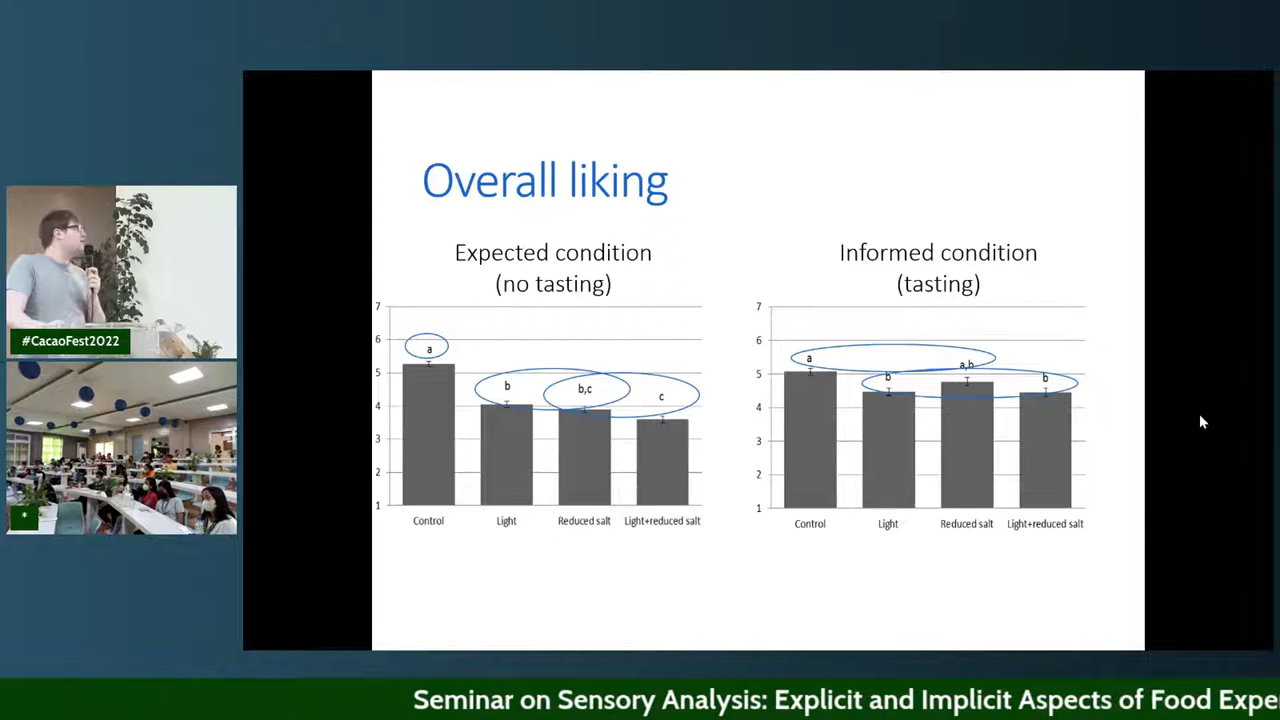 Overall liking
Expected condition
(no tasting)
7
6
5
4
3
2
1
a
b
b,c
c
Control
Light
Reduced salt
Light+reduced salt
Informed condition
(tasting)
7
6
5
4
3
2
1
a
b
a,b
b
Control
Light
Reduced salt
Light+reduced salt
#CacaoFest2022
*
Seminar on Sensory Analysis: Explicit and Implicit Aspects of Food Expe